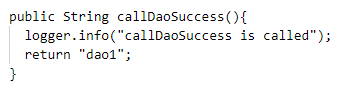 public String callDaoSuccess(){
  logger.info("callDaoSuccess is called");
  return "dao1";
}